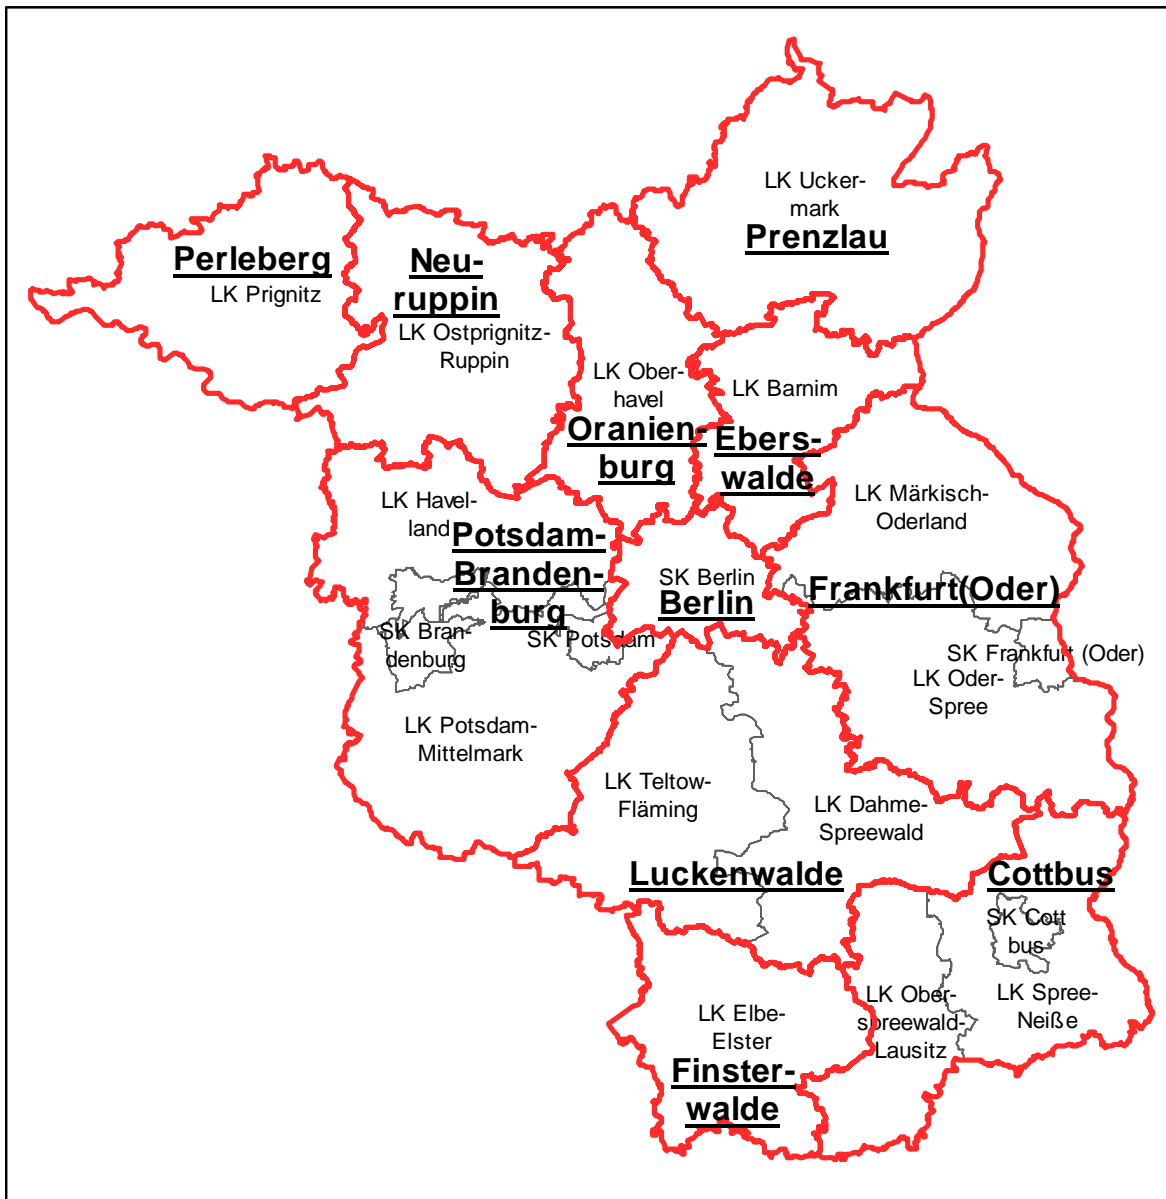 LK Ucker-
mark
Prenzlau
Perleberg
LK Prignitz
Neu-
ruppin
LK Ostprignitz-
Ruppin
LK Ober-
havel
Oranien-
burg
LK Barnim
Ebers-
walde
LK Märkisch-
Oderland
LK Havel-
land
Potsdam-
Branden-
burg
SK Berlin
Berlin
Frankfurt(Oder)
SK Bran-
denburg
SK Potsdam
SK Frankfurt (Oder)
LK Oder-
Spree
LK Potsdam-
Mittelmark
LK Teltow-
Fläming
LK Dahme-
Spreewald
Luckenwalde
Cottbus
SK Cott
bus
LK Elbe-
Elster
Finster-
walde
LK Ober-
spreewald-
Lausitz
LK Spree-
Neiße